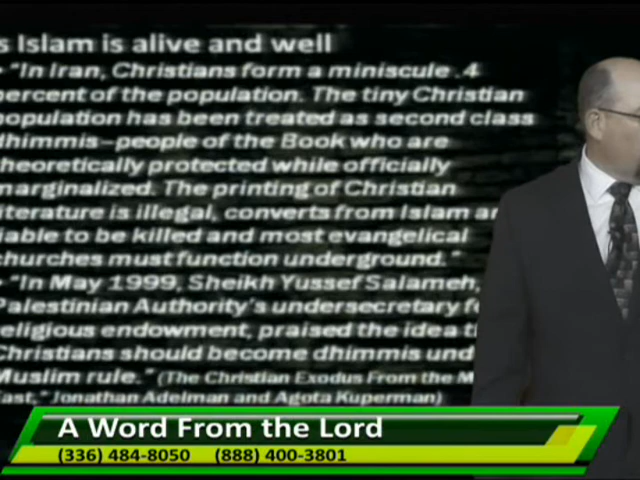 s Islam is alive and well
"In Iran, Christians form a miniscule .4
percent of the population. The tiny Christian
population has been treated as second class
dhimmis—people of the Book who are
theoretically protected while officially
marginalized. The printing of Christian
literature is illegal, converts from Islam ar
liable to be killed and most evangelical
churches must function underground."
"In May 1999, Sheikh Yussef Salameh,
Palestinian Authority's undersecretary fo
religious endowment, praised the idea t
Christians should become dhimmis und
Muslim rule." (The Christian Exodus From the M
East," Jonathan Adelman and Agota Kuperman)
A Word From the Lord
(336) 484-8050 (888) 400-3801